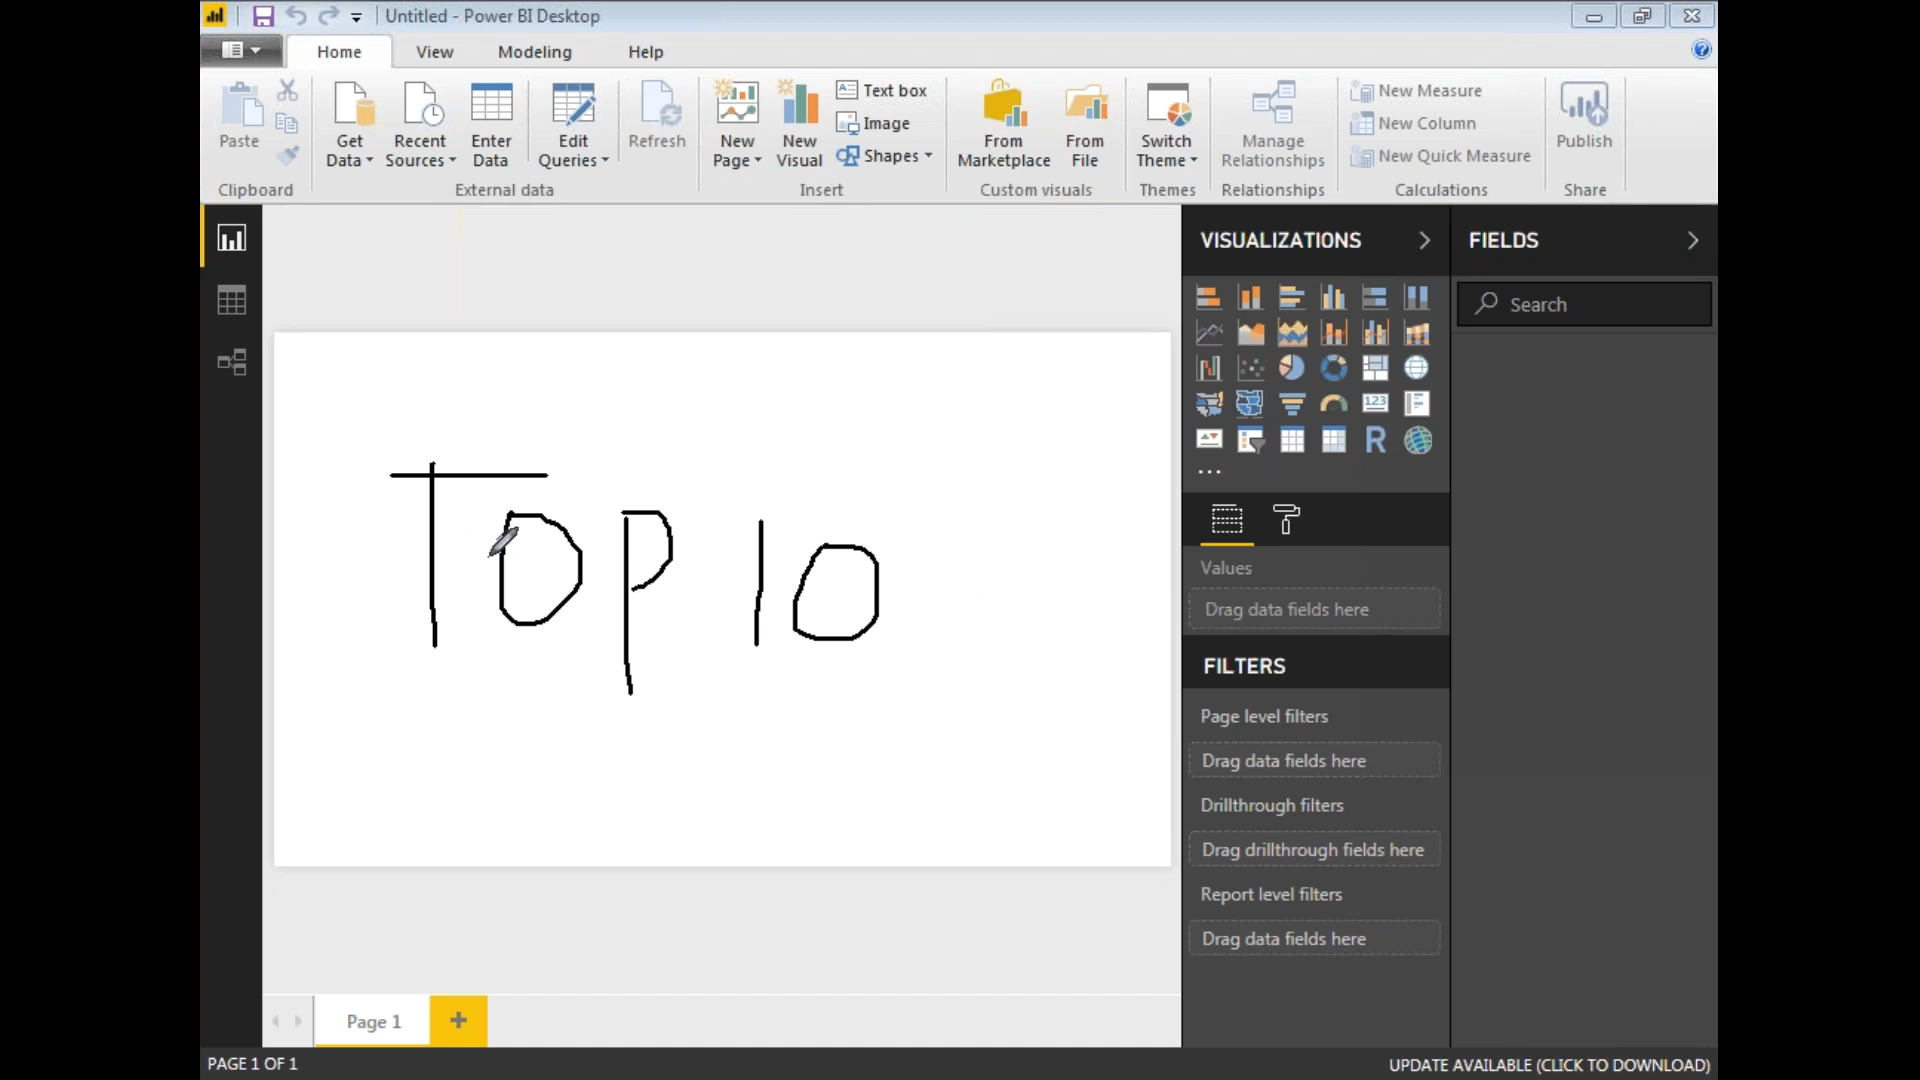 Untitled - Power BI Desktop
Home View Modeling Help
Paste
Clipboard
Get Data
Recent Sources
Enter Data
Edit Queries
Refresh
External data
New Page
New Visual
Text box
Image
Shapes
Insert
From Marketplace
From File
Custom visuals
Switch Theme
Themes
Manage Relationships
Relationships
New Measure
New Column
New Quick Measure
Calculations
Publish
Share
VISUALIZATIONS
FIELDS
Search
123
R
Top 10
Values
Drag data fields here
FILTERS
Page level filters
Drag data fields here
Drillthrough filters
Drag drillthrough fields here
Report level filters
Drag data fields here
Page 1
PAGE 1 OF 1
UPDATE AVAILABLE (CLICK TO DOWNLOAD)